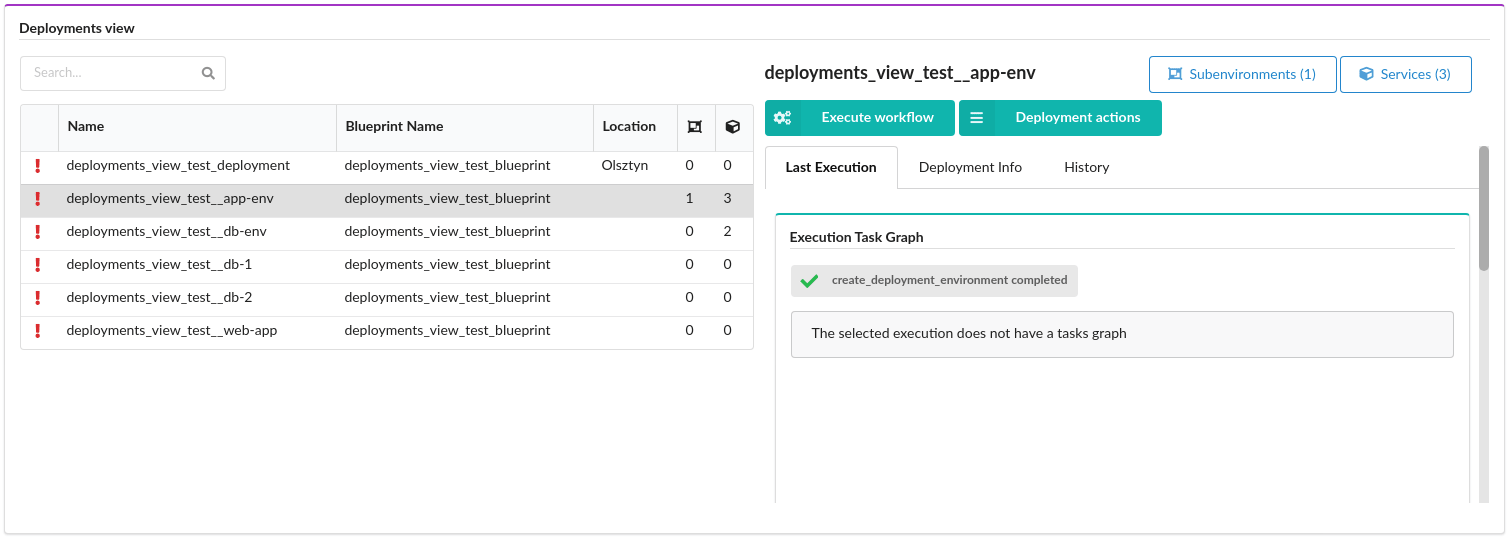 Deployments view
Search...
Name Blueprint Name Location
deployments_view_test_deployment deployments_view_test_blueprint Olsztyn 0 0
deployments_view_test__app-env deployments_view_test_blueprint 1 3
deployments_view_test__db-env deployments_view_test_blueprint 0 2
deployments_view_test__db-1 deployments_view_test_blueprint 0 0
deployments_view_test__db-2 deployments_view_test_blueprint 0 0
deployments_view_test__web-app deployments_view_test_blueprint 0 0
deployments_view_test__app-env
Subenvironments (1) Services (3)
Execute workflow Deployment actions
Last Execution Deployment Info History
Execution Task Graph
create_deployment_environment completed
The selected execution does not have a tasks graph